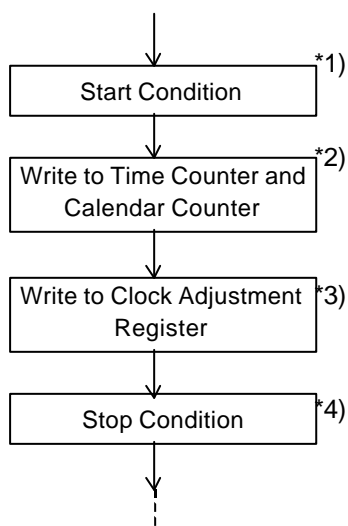 *1)
Start Condition
*2)
Write to Time Counter and
Calendar Counter
*3)
Write to Clock Adjustment
Register
*4)
Stop Condition